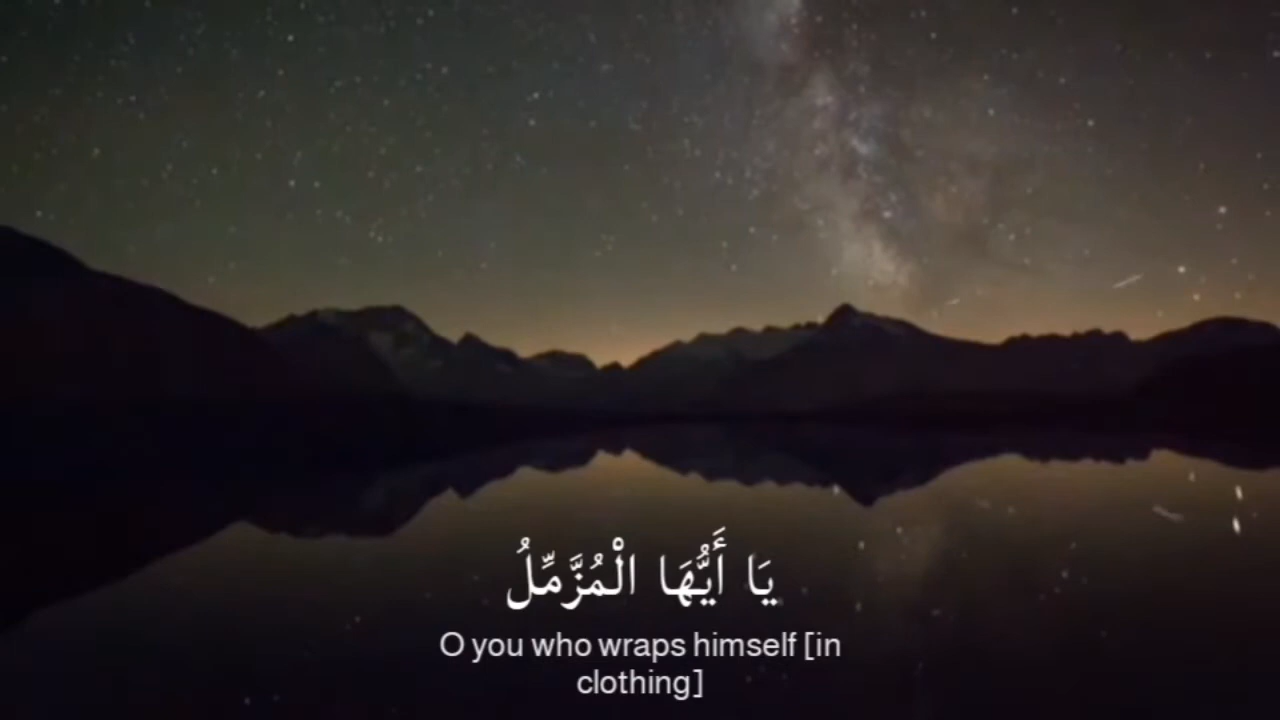 يَا أَيُّهَا الْمُزَّمِّلُ
O you who wraps himself [in
clothing]